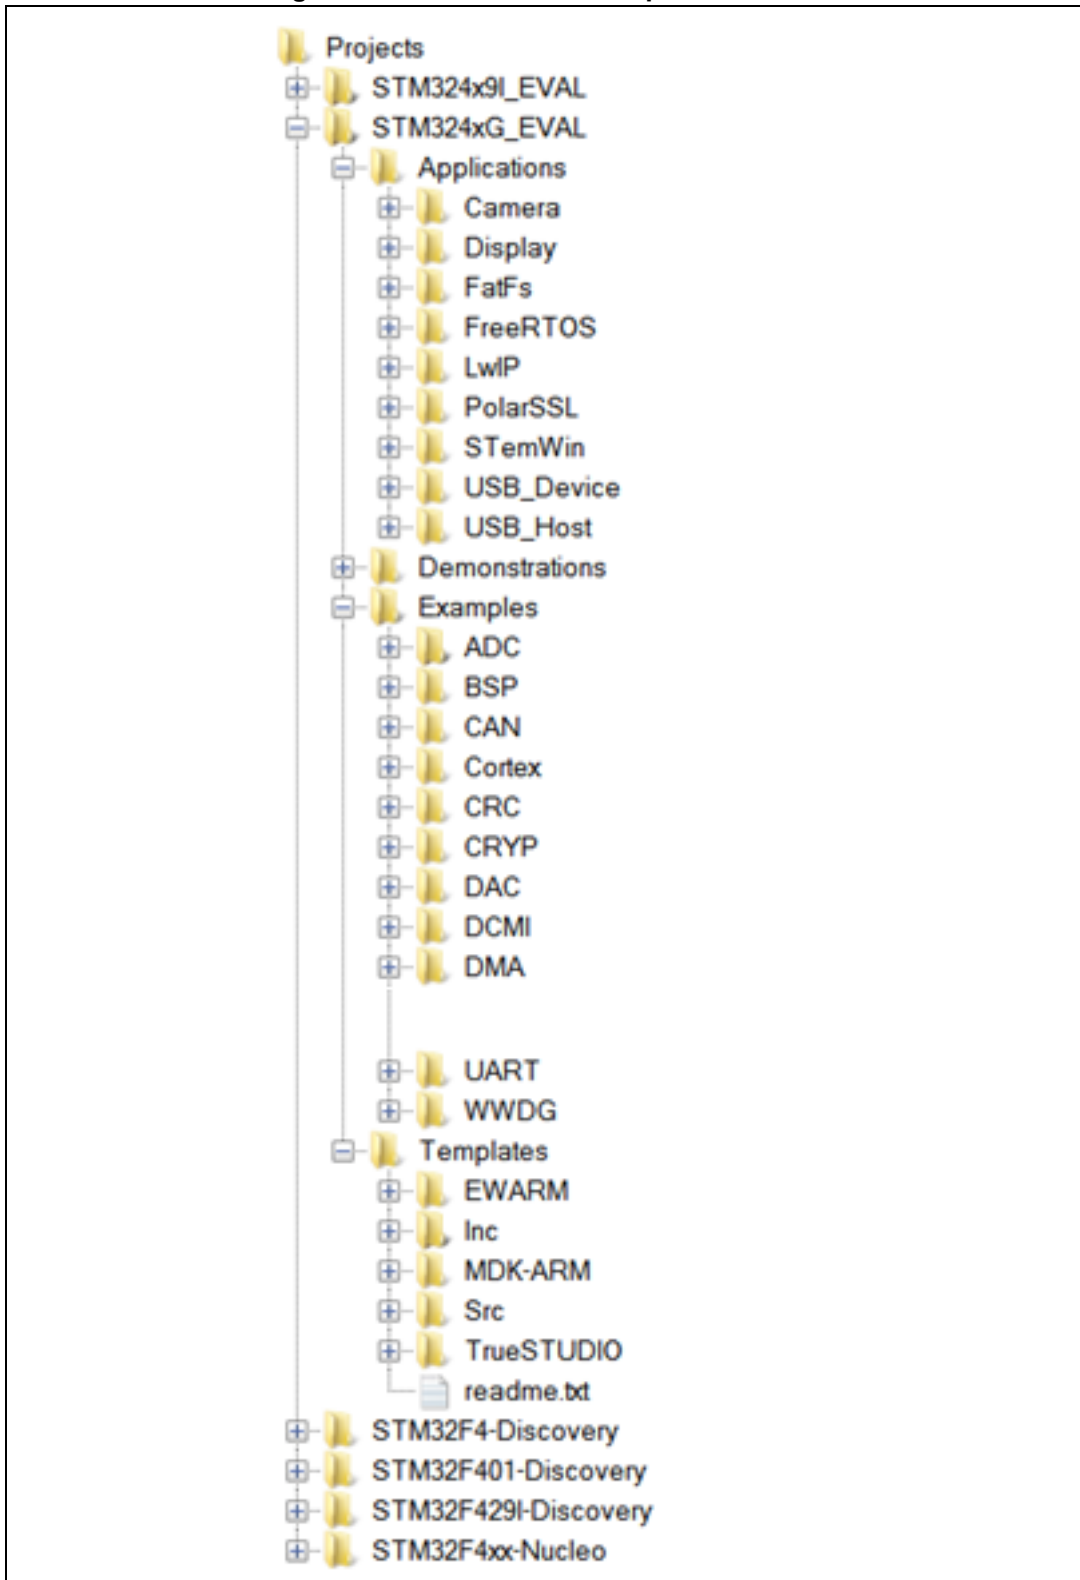 Projects
STM324x9I_EVAL
STM324xG_EVAL
Applications
Camera
Display
FatFs
FreeRTOS
LwIP
PolarSSL
STemWin
USB_Device
USB_Host
Demonstrations
Examples
ADC
BSP
CAN
Cortex
CRC
CRYP
DAC
DCMI
DMA
UART
WWDG
Templates
EWARM
Inc
MDK-ARM
Src
TrueSTUDIO
readme.txt
STM32F4-Discovery
STM32F401-Discovery
STM32F429I-Discovery
STM32F4xx-Nucleo